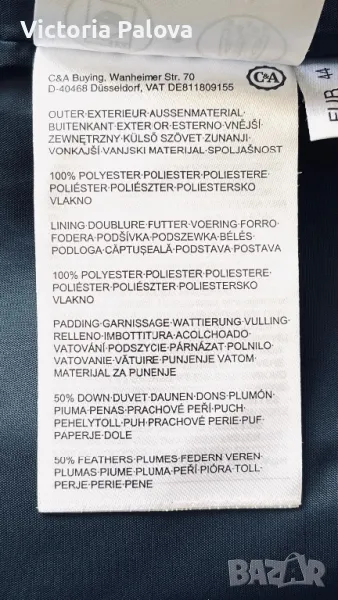 Victoria Palova
C&A Buying, Wanheimer Str. 70
D-40468 Düsseldorf, VAT DE811809155
C&A
EUR 44
OUTER·EXTERIEUR·AUSSENMATERIAL·
BUITENKANT·EXTERIOR·ESTERNO·VNĚJŠÍ·
ZEWNĘTRZNY·KÜLSŐ SZÖVET·ZUNANJI·
VONKAJŠÍ·VANJSKI MATERIJAL·SPOLJAŠNOST
100% POLYESTER·POLIESTER·POLIESTERE·
POLIÉSTER·POLIÉSZTER·POLIESTERSKO
VLAKNO
LINING·DOUBLURE·FUTTER·VOERING·FORRO·
FODERA·PODŠÍVKA·PODSZEWKA·BÉLÉS·
PODLOGA·CĂPTUŞEALĂ·PODSTAVA·POSTAVA
100% POLYESTER·POLIESTER·POLIESTERE·
POLIÉSTER·POLIÉSZTER·POLIESTERSKO
VLAKNO
PADDING·GARNISSAGE·WATTIERUNG·VULLING·
RELLENO·IMBOTTITURA·ACOLCHOADO·
VATOVÁNÍ·PODSZYCIE·PÁRNÁZAT·POLNILO·
VATOVANIE·VĂTUIRE·PUNJENJE VATOM·
MATERIJAL ZA PUNENJE
50% DOWN·DUVET·DAUNEN·DONS·PLUMÓN·
PIUMA·PENAS·PRACHOVÉ PEŘÍ·PUCH·
PEHELYTOLL·PUH·PRACHOVÉ PERIE·PUF·
PAPERJE·DOLE
50% FEATHERS·PLUMES·FEDERN·VEREN·
PLUMAS·PIUME·PLUMA·PEŘÍ·PIÓRA·TOLL·
PERJE·PERIE·PENE
BAZAR